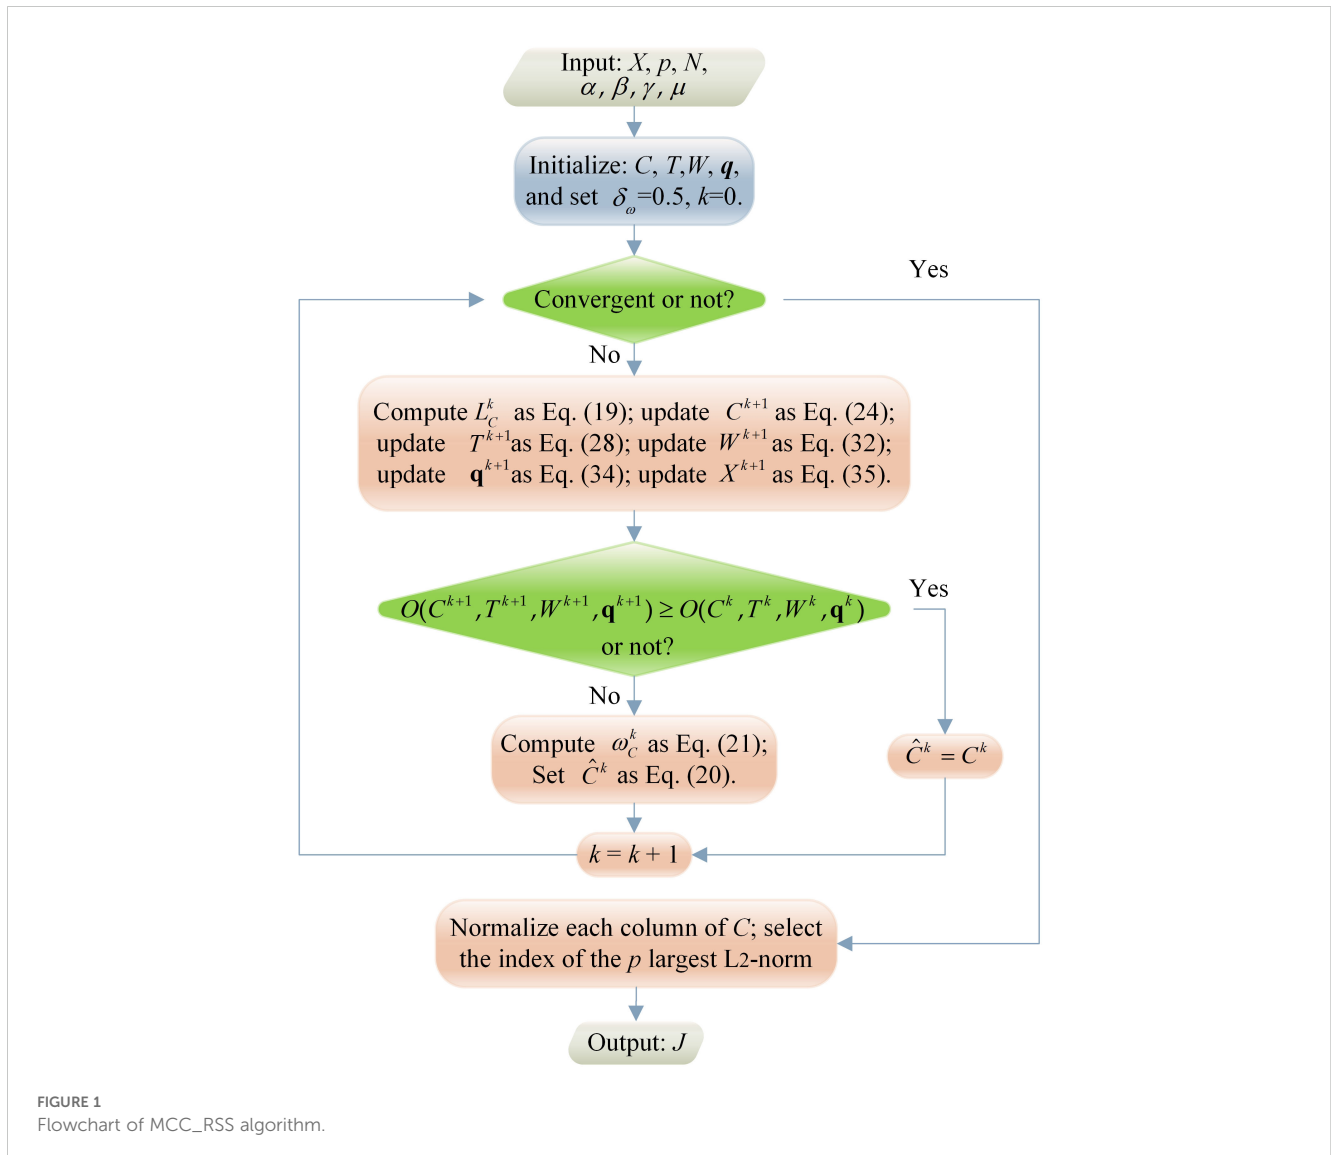 Input: X, p, N,
α, β, γ, μ
Initialize: C, T,W, q,
and set δ_ω=0.5, k=0.
Convergent or not?
Yes
No
Compute L_C^k as Eq. (19); update C^{k+1} as Eq. (24);
update T^{k+1} as Eq. (28); update W^{k+1} as Eq. (32);
update q^{k+1} as Eq. (34); update X^{k+1} as Eq. (35).
O(C^{k+1},T^{k+1},W^{k+1},q^{k+1}) ≥ O(C^k,T^k,W^k,q^k)
or not?
Yes
No
Compute ω_C^k as Eq. (21);
Set Ĉ^k as Eq. (20).
Ĉ^k = C^k
k = k + 1
Normalize each column of C; select
the index of the p largest L2-norm
Output: J
FIGURE 1
Flowchart of MCC_RSS algorithm.